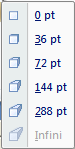 0 pt
36 pt
72 pt
144 pt
288 pt
Infini